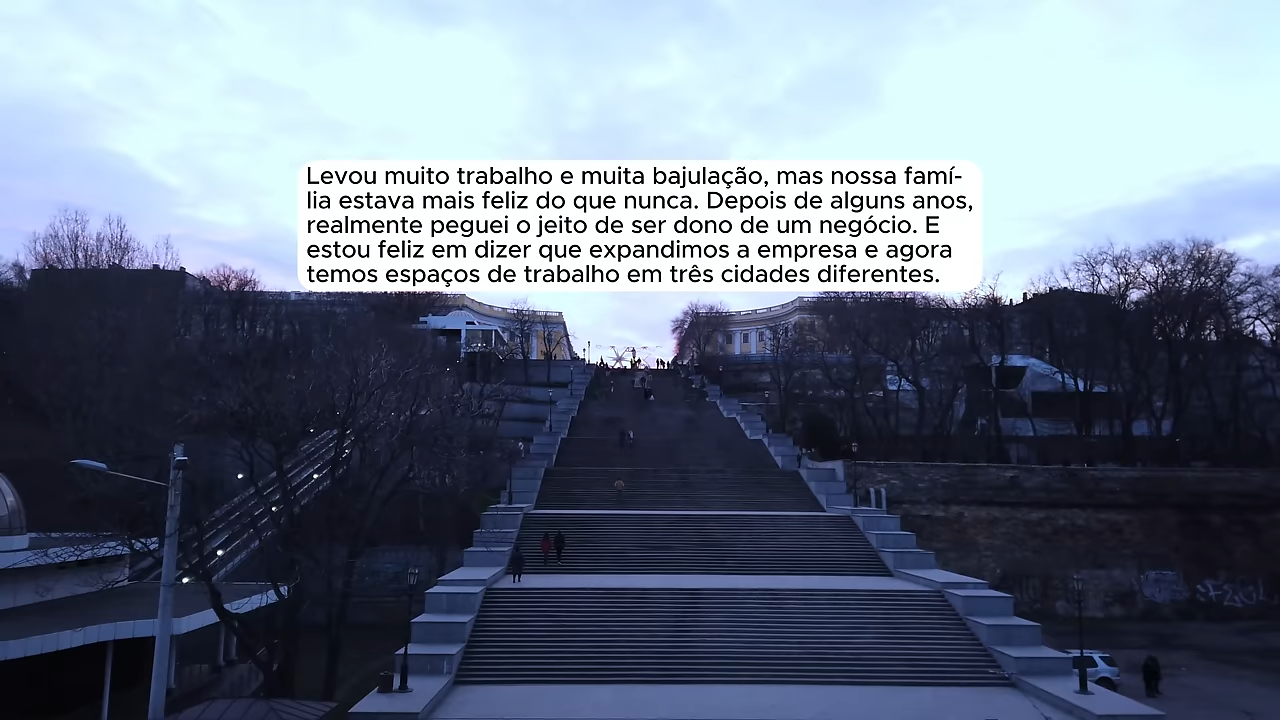 Levou muito trabalho e muita bajulação, mas nossa famí-
lia estava mais feliz do que nunca. Depois de alguns anos,
realmente peguei o jeito de ser dono de um negócio. E
estou feliz em dizer que expandimos a empresa e agora
temos espaços de trabalho em três cidades diferentes.